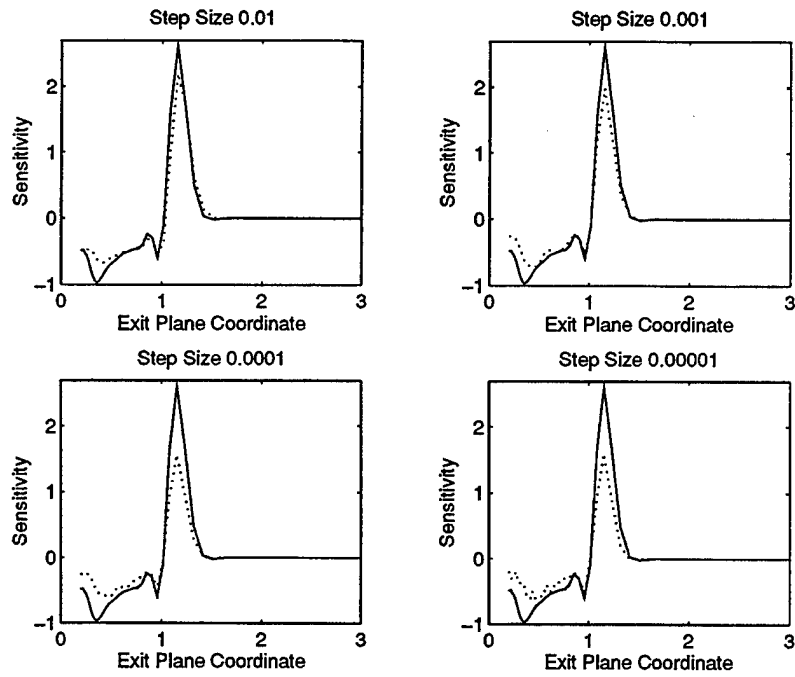 Step Size 0.01
Sensitivity
2
1
0
−1
0
1
2
3
Exit Plane Coordinate
Step Size 0.001
Sensitivity
2
1
0
−1
0
1
2
3
Exit Plane Coordinate
Step Size 0.0001
Sensitivity
2
1
0
−1
0
1
2
3
Exit Plane Coordinate
Step Size 0.00001
Sensitivity
2
1
0
−1
0
1
2
3
Exit Plane Coordinate